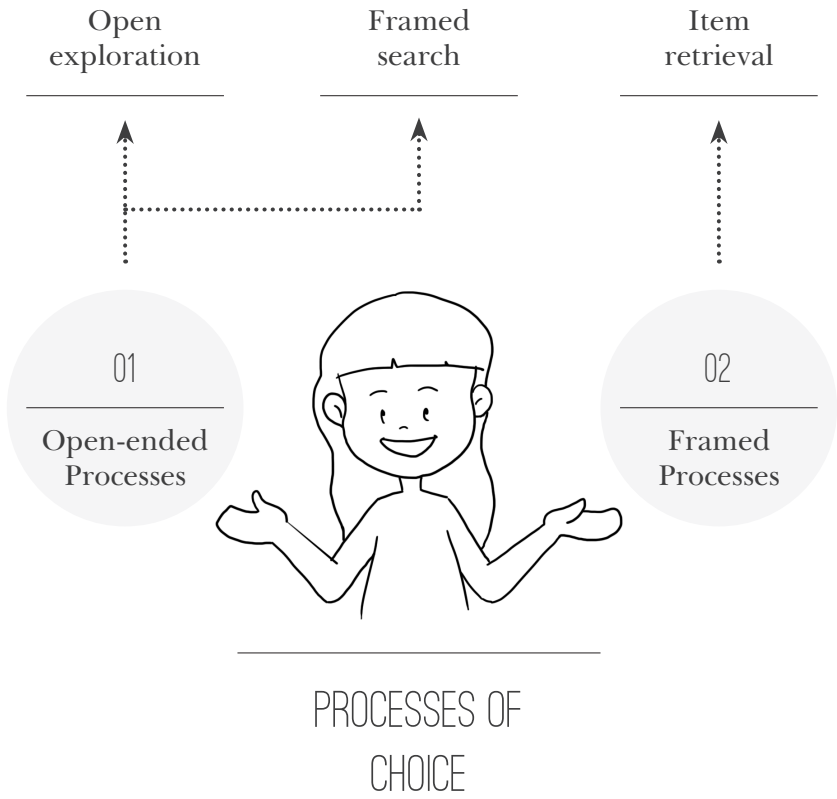 Open
exploration
Framed
search
Item
retrieval
01
Open-ended
Processes
02
Framed
Processes
PROCESSES OF
CHOICE